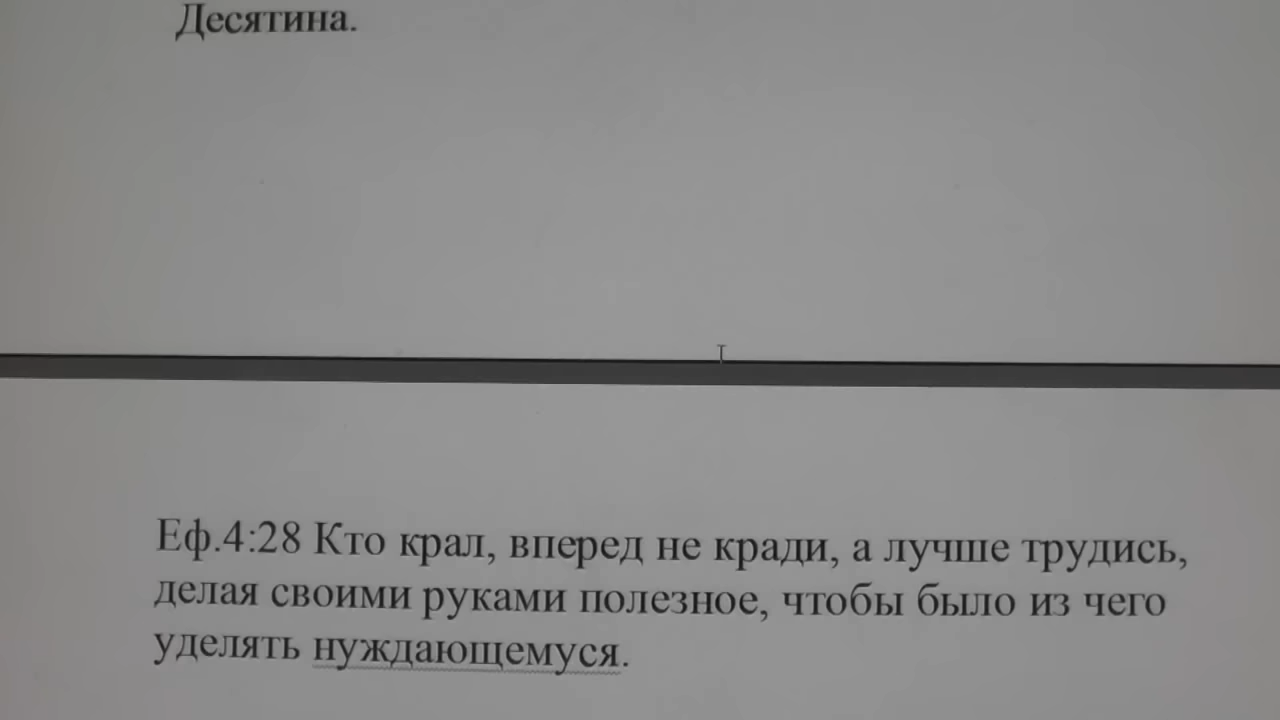 Десятина.
Еф.4:28 Кто крал, вперед не кради, а лучше трудись,
делая своими руками полезное, чтобы было из чего
уделять нуждающемуся.